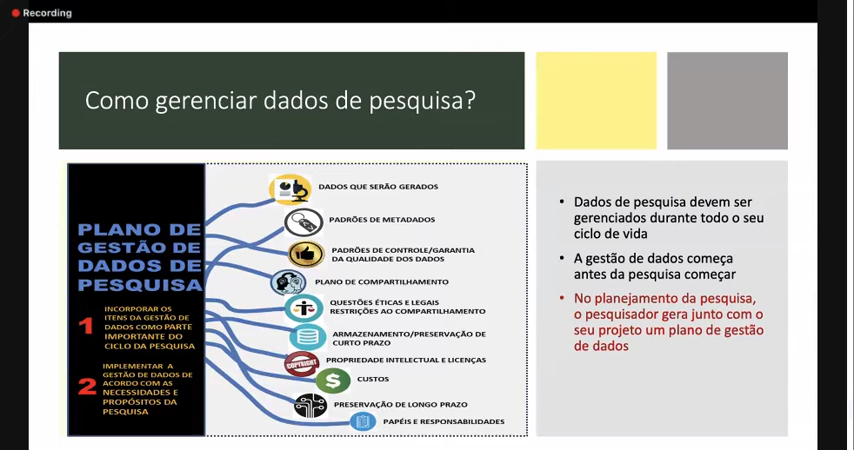 Recording
Como gerenciar dados de pesquisa?
PLANO DE
GESTÃO DE
DADOS DE
PESQUISA
1
INCORPORAR OS
ITENS DA GESTÃO DE
DADOS COMO PARTE
IMPORTANTE DO
CICLO DA PESQUISA
2
IMPLEMENTAR A
GESTÃO DE DADOS DE
ACORDO COM AS
NECESSIDADES E
PROPÓSITOS DA
PESQUISA
DADOS QUE SERÃO GERADOS
PADRÕES DE METADADOS
PADRÕES DE CONTROLE/GARANTIA
DA QUALIDADE DOS DADOS
PLANO DE COMPARTILHAMENTO
QUESTÕES ÉTICAS E LEGAIS
RESTRIÇÕES AO COMPARTILHAMENTO
ARMAZENAMENTO/PRESERVAÇÃO DE
CURTO PRAZO
COPYRIGHT
PROPRIEDADE INTELECTUAL E LICENÇAS
$
CUSTOS
PRESERVAÇÃO DE LONGO PRAZO
PAPÉIS E RESPONSABILIDADES
• Dados de pesquisa devem ser
gerenciados durante todo o seu
ciclo de vida
• A gestão de dados começa
antes da pesquisa começar
• No planejamento da pesquisa,
o pesquisador gera junto com o
seu projeto um plano de gestão
de dados